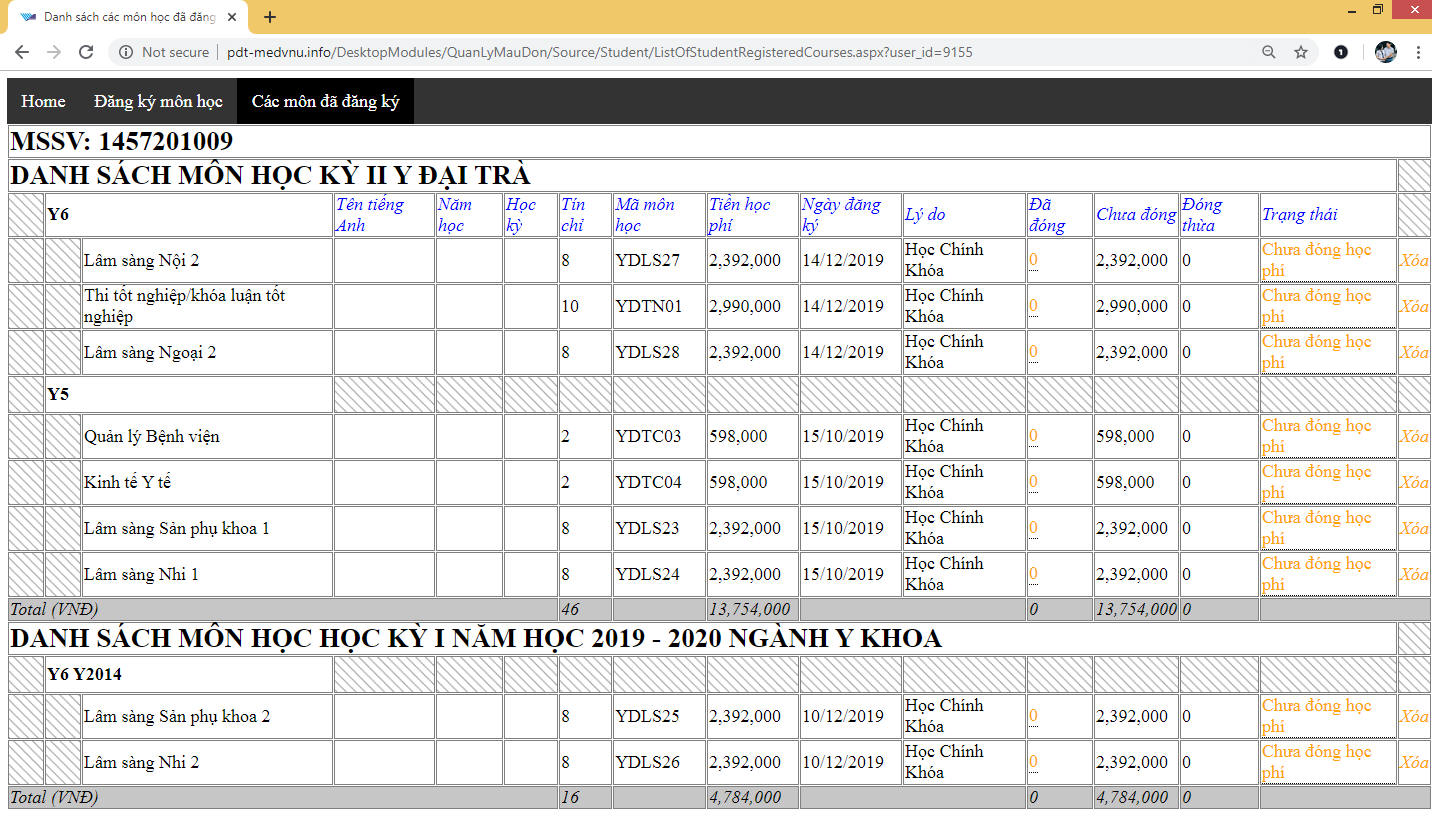 Danh sách các môn học đã đăng
Not secure pdt-medvnu.info/DesktopModules/QuanLyMauDon/Source/Student/ListOfStudentRegisteredCourses.aspx?user_id=9155
Home Đăng ký môn học Các môn đã đăng ký
MSSV: 1457201009
DANH SÁCH MÔN HỌC KỲ II Y ĐẠI TRÀ
Y6 Tên tiếng Anh Năm học Học kỳ Tín chỉ Mã môn học Tiền học phí Ngày đăng ký Lý do Đã đóng Chưa đóng Đóng thừa Trạng thái
Lâm sàng Nội 2 8 YDLS27 2,392,000 14/12/2019 Học Chính Khóa 0 2,392,000 0 Chưa đóng học phí Xóa
Thi tốt nghiệp/khóa luận tốt nghiệp 10 YDTN01 2,990,000 14/12/2019 Học Chính Khóa 0 2,990,000 0 Chưa đóng học phí Xóa
Lâm sàng Ngoại 2 8 YDLS28 2,392,000 14/12/2019 Học Chính Khóa 0 2,392,000 0 Chưa đóng học phí Xóa
Y5
Quản lý Bệnh viện 2 YDTC03 598,000 15/10/2019 Học Chính Khóa 0 598,000 0 Chưa đóng học phí Xóa
Kinh tế Y tế 2 YDTC04 598,000 15/10/2019 Học Chính Khóa 0 598,000 0 Chưa đóng học phí Xóa
Lâm sàng Sản phụ khoa 1 8 YDLS23 2,392,000 15/10/2019 Học Chính Khóa 0 2,392,000 0 Chưa đóng học phí Xóa
Lâm sàng Nhi 1 8 YDLS24 2,392,000 15/10/2019 Học Chính Khóa 0 2,392,000 0 Chưa đóng học phí Xóa
Total (VNĐ) 46 13,754,000 0 13,754,000 0
DANH SÁCH MÔN HỌC HỌC KỲ I NĂM HỌC 2019 - 2020 NGÀNH Y KHOA
Y6 Y2014
Lâm sàng Sản phụ khoa 2 8 YDLS25 2,392,000 10/12/2019 Học Chính Khóa 0 2,392,000 0 Chưa đóng học phí Xóa
Lâm sàng Nhi 2 8 YDLS26 2,392,000 10/12/2019 Học Chính Khóa 0 2,392,000 0 Chưa đóng học phí Xóa
Total (VNĐ) 16 4,784,000 0 4,784,000 0